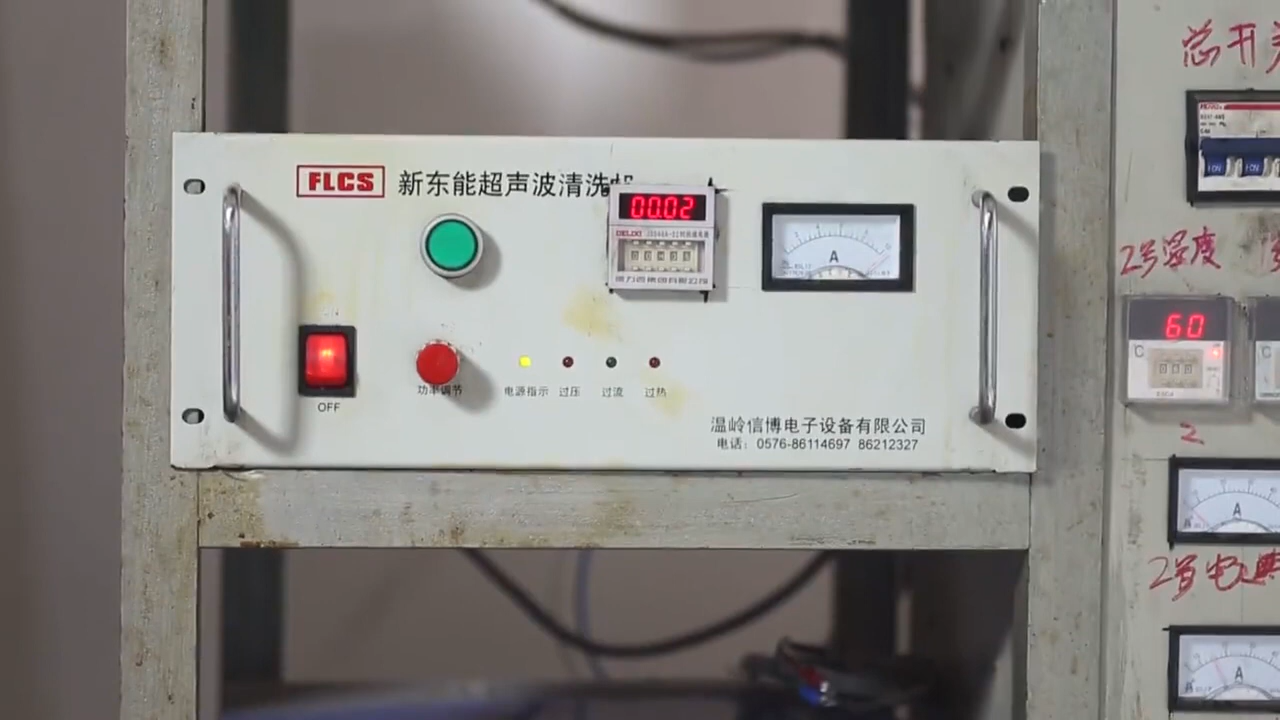 总开
FLCS 新东能超声波清洗机
00.02
DELIXI
A
2号温度
60
℃
OFF
功率调节
电源指示 过压 过流 过热
温岭信博电子设备有限公司
电话：0576-86114697 86212327
2
A
2号电
A